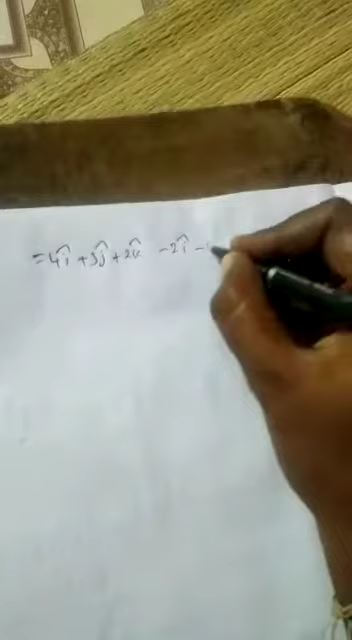 = 4î + 3ĵ + 2k̂ - 2î -